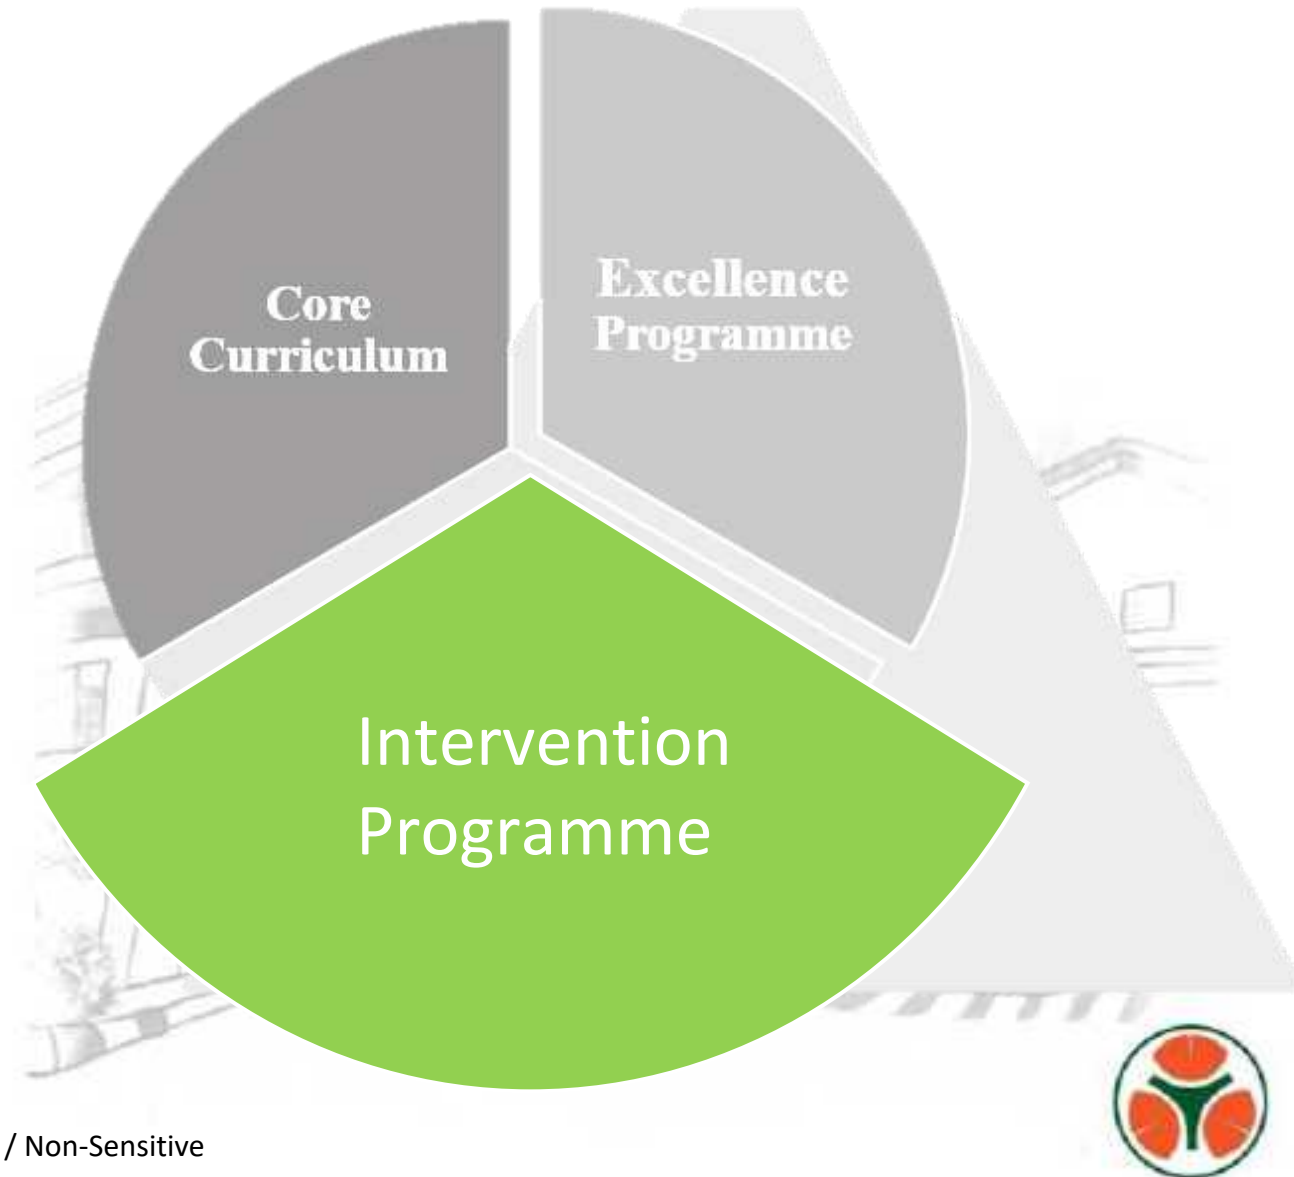 Core
Curriculum
Excellence
Programme
Intervention
Programme
/ Non-Sensitive